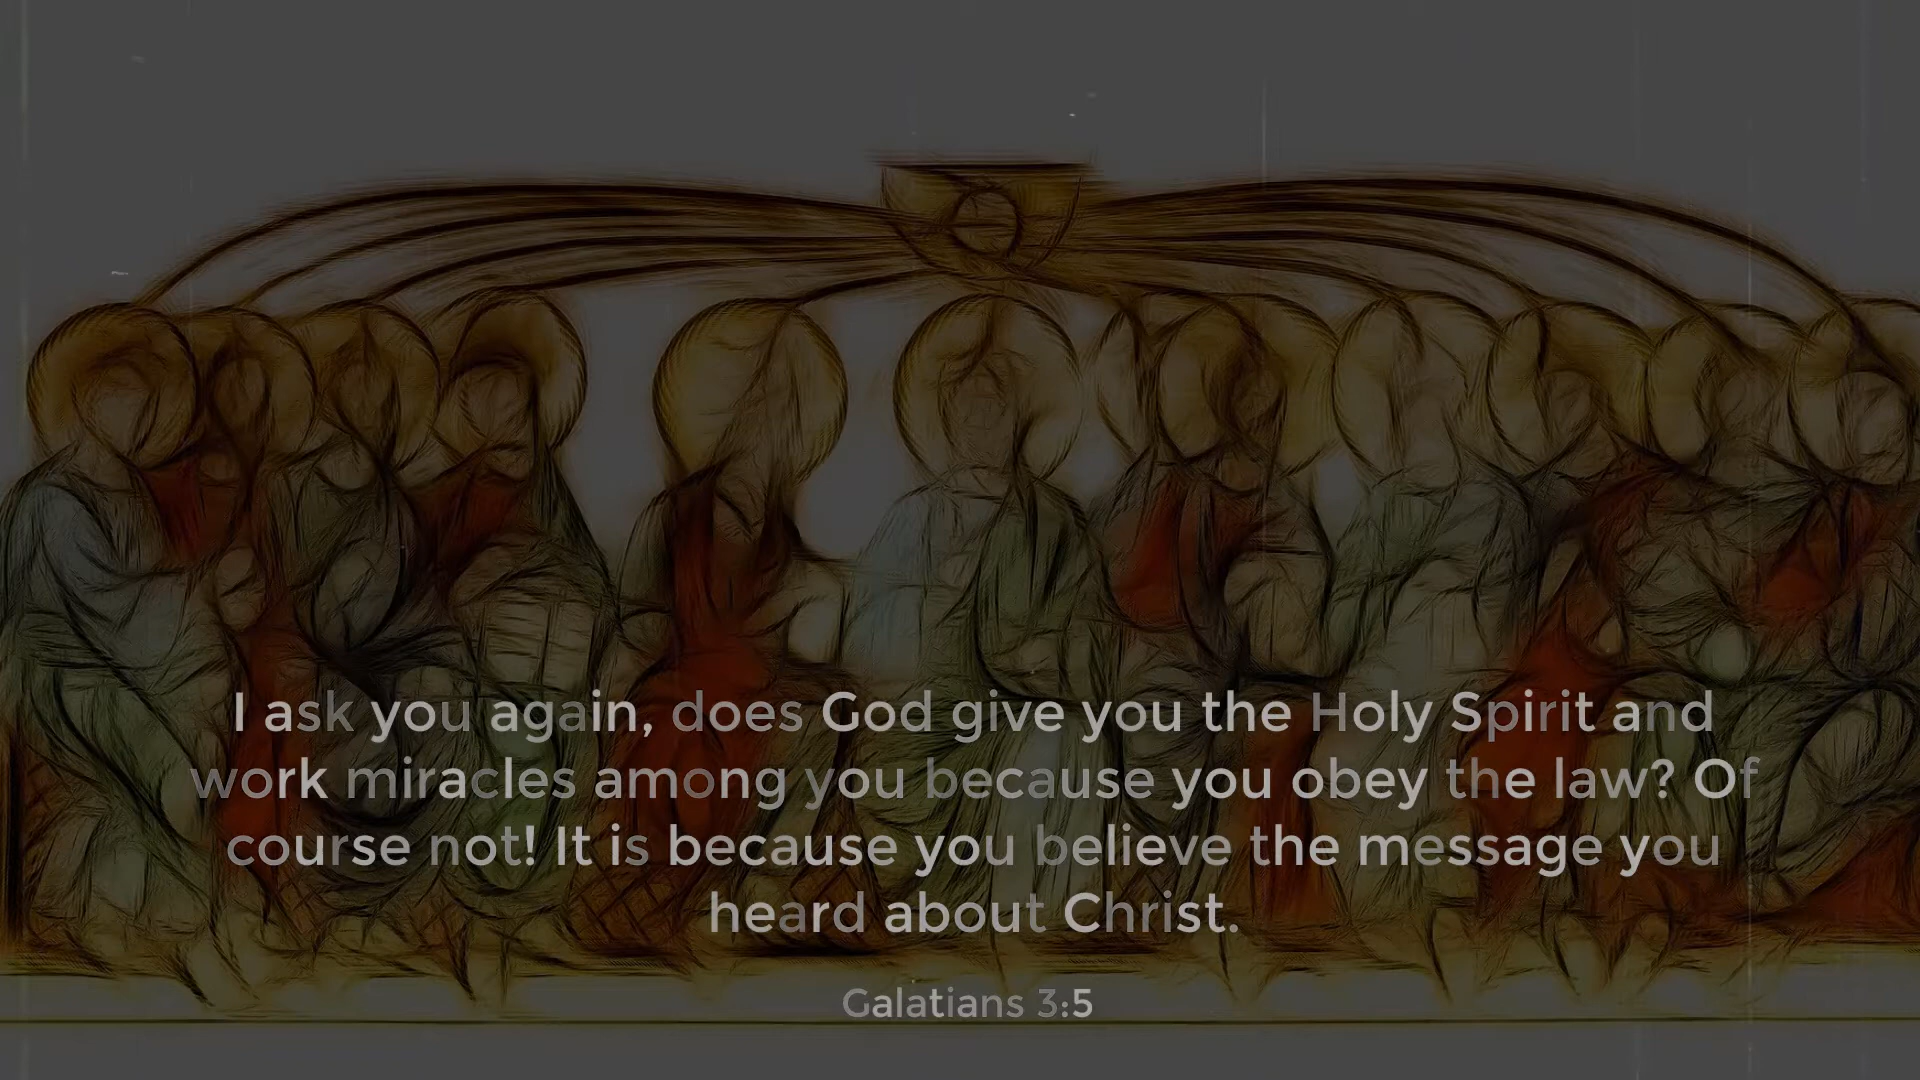 I ask you again, does God give you the Holy Spirit and
work miracles among you because you obey the law? Of
course not! It is because you believe the message you
heard about Christ.
Galatians 3:5